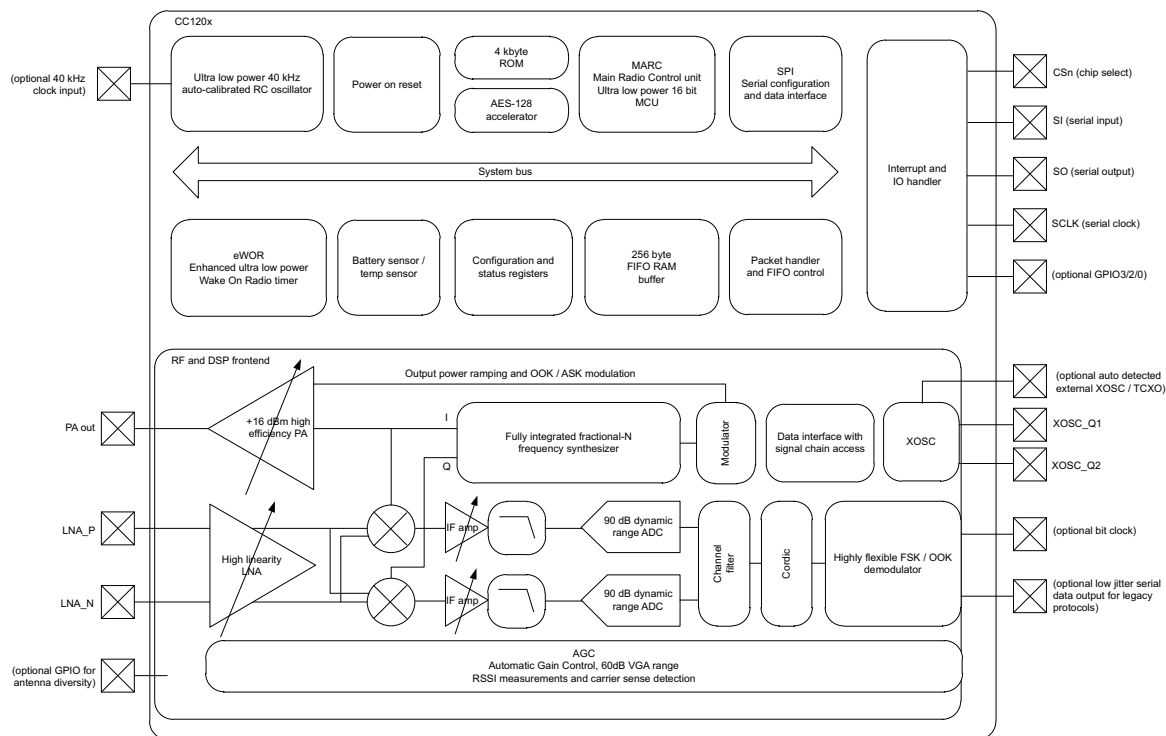 CC120x
(optional 40 kHz
clock input)
Ultra low power 40 kHz
auto-calibrated RC oscillator
Power on reset
4 kbyte
ROM
AES-128
accelerator
MARC
Main Radio Control unit
Ultra low power 16 bit
MCU
SPI
Serial configuration
and data interface
Interrupt and
IO handler
CSn (chip select)
SI (serial input)
SO (serial output)
SCLK (serial clock)
(optional GPIO3/2/0)
System bus
eWOR
Enhanced ultra low power
Wake On Radio timer
Battery sensor /
temp sensor
Configuration and
status registers
256 byte
FIFO RAM
buffer
Packet handler
and FIFO control
RF and DSP frontend
Output power ramping and OOK / ASK modulation
PA out
+16 dBm high
efficiency PA
I
Q
Fully integrated fractional-N
frequency synthesizer
Modulator
Data interface with
signal chain access
XOSC
(optional auto detected
external XOSC / TCXO)
XOSC_Q1
XOSC_Q2
LNA_P
LNA_N
High linearity
LNA
IF amp
IF amp
90 dB dynamic
range ADC
90 dB dynamic
range ADC
Channel
filter
Cordic
Highly flexible FSK / OOK
demodulator
(optional bit clock)
(optional low jitter serial
data output for legacy
protocols)
(optional GPIO for
antenna diversity)
AGC
Automatic Gain Control, 60dB VGA range
RSSI measurements and carrier sense detection